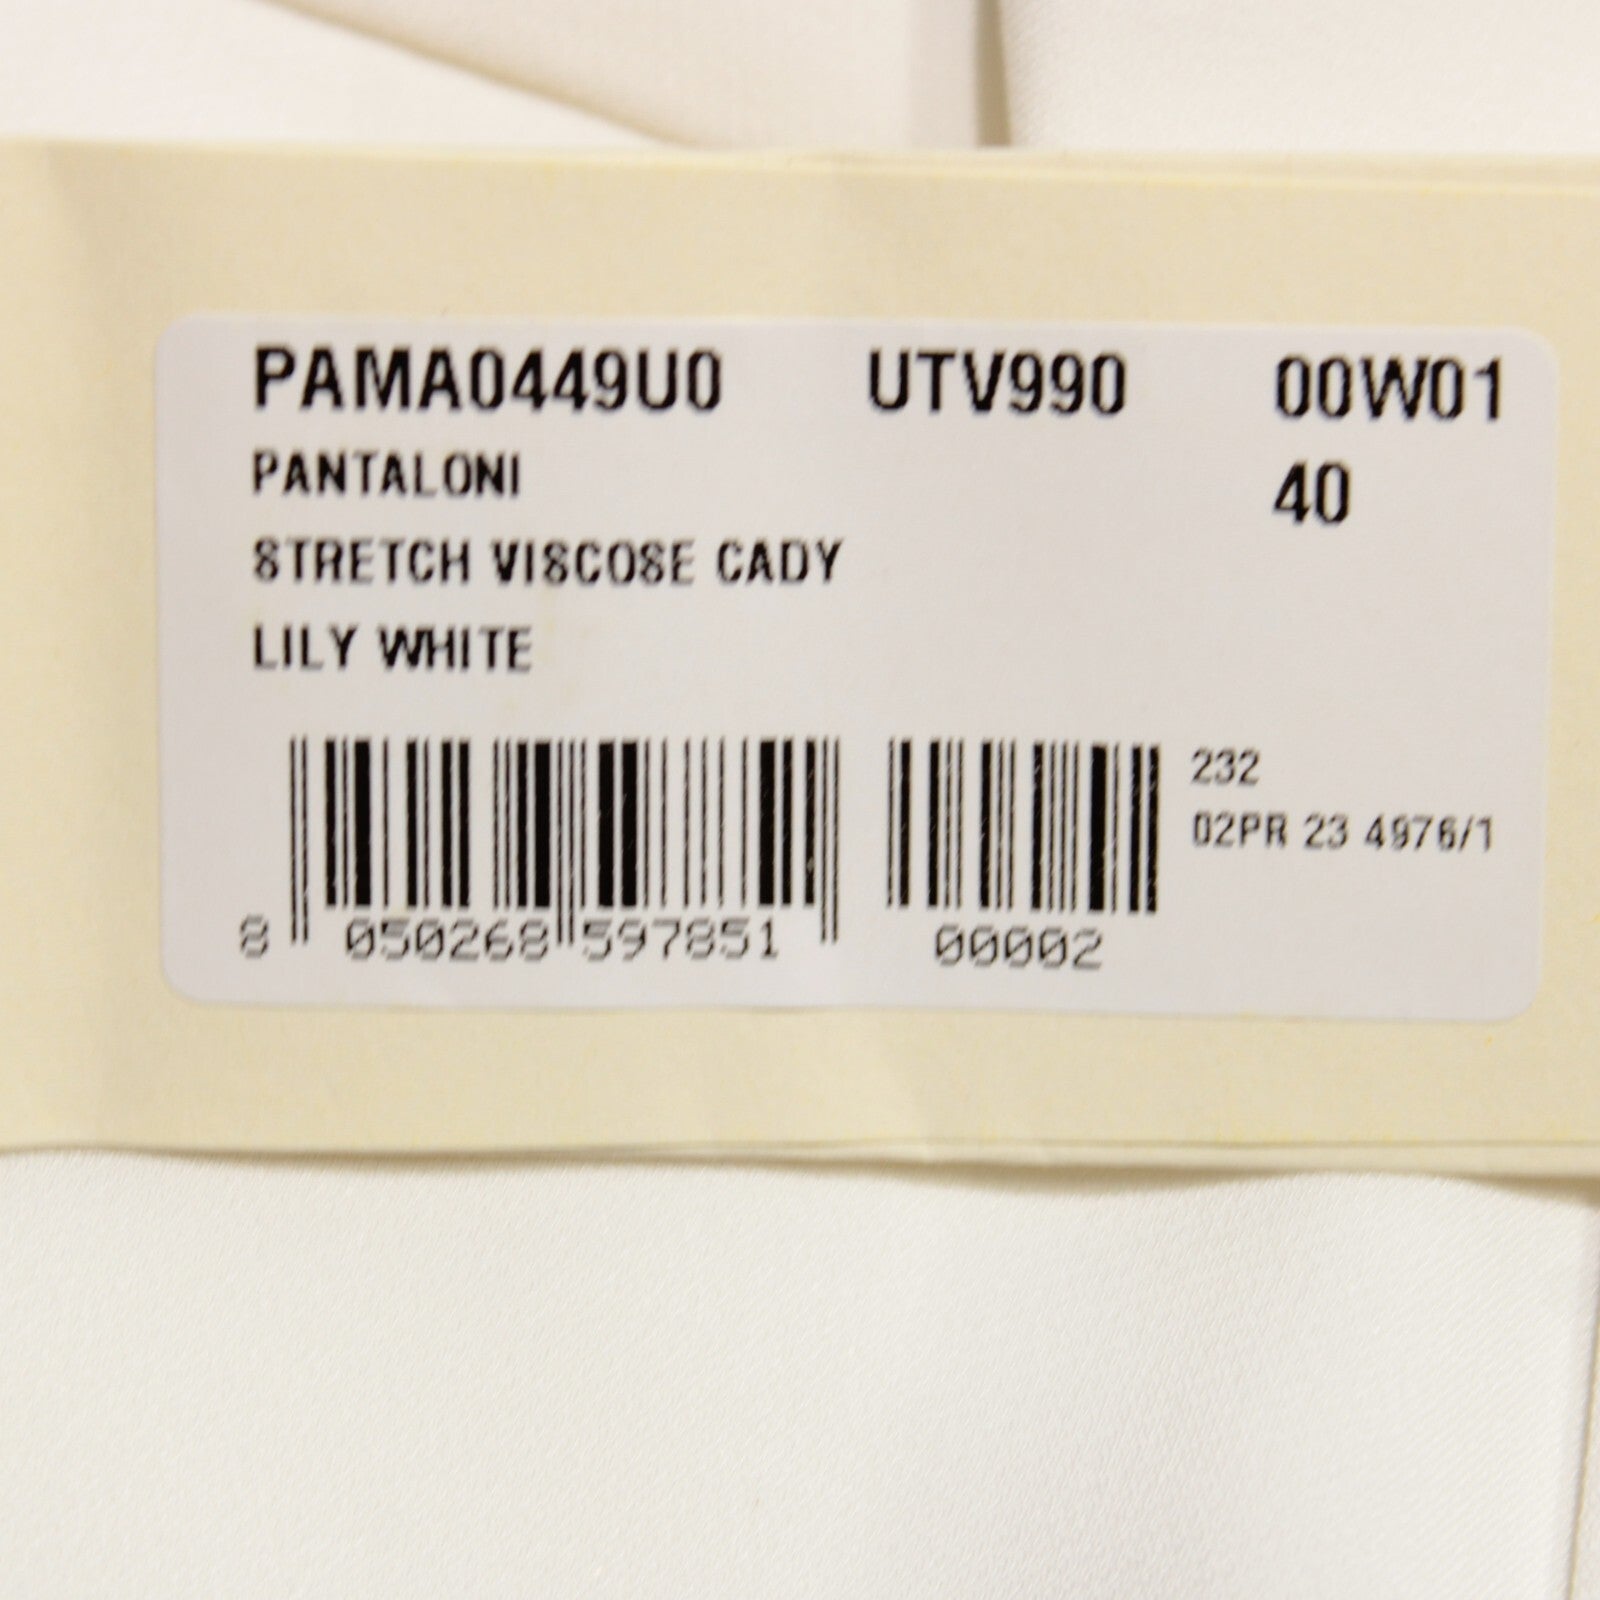 PAMA0449U0 UTV990 00W01
PANTALONI 40
STRETCH VISCOSE CADY
LILY WHITE
232
02PR 23 4976/1
8 050268 597851 00002